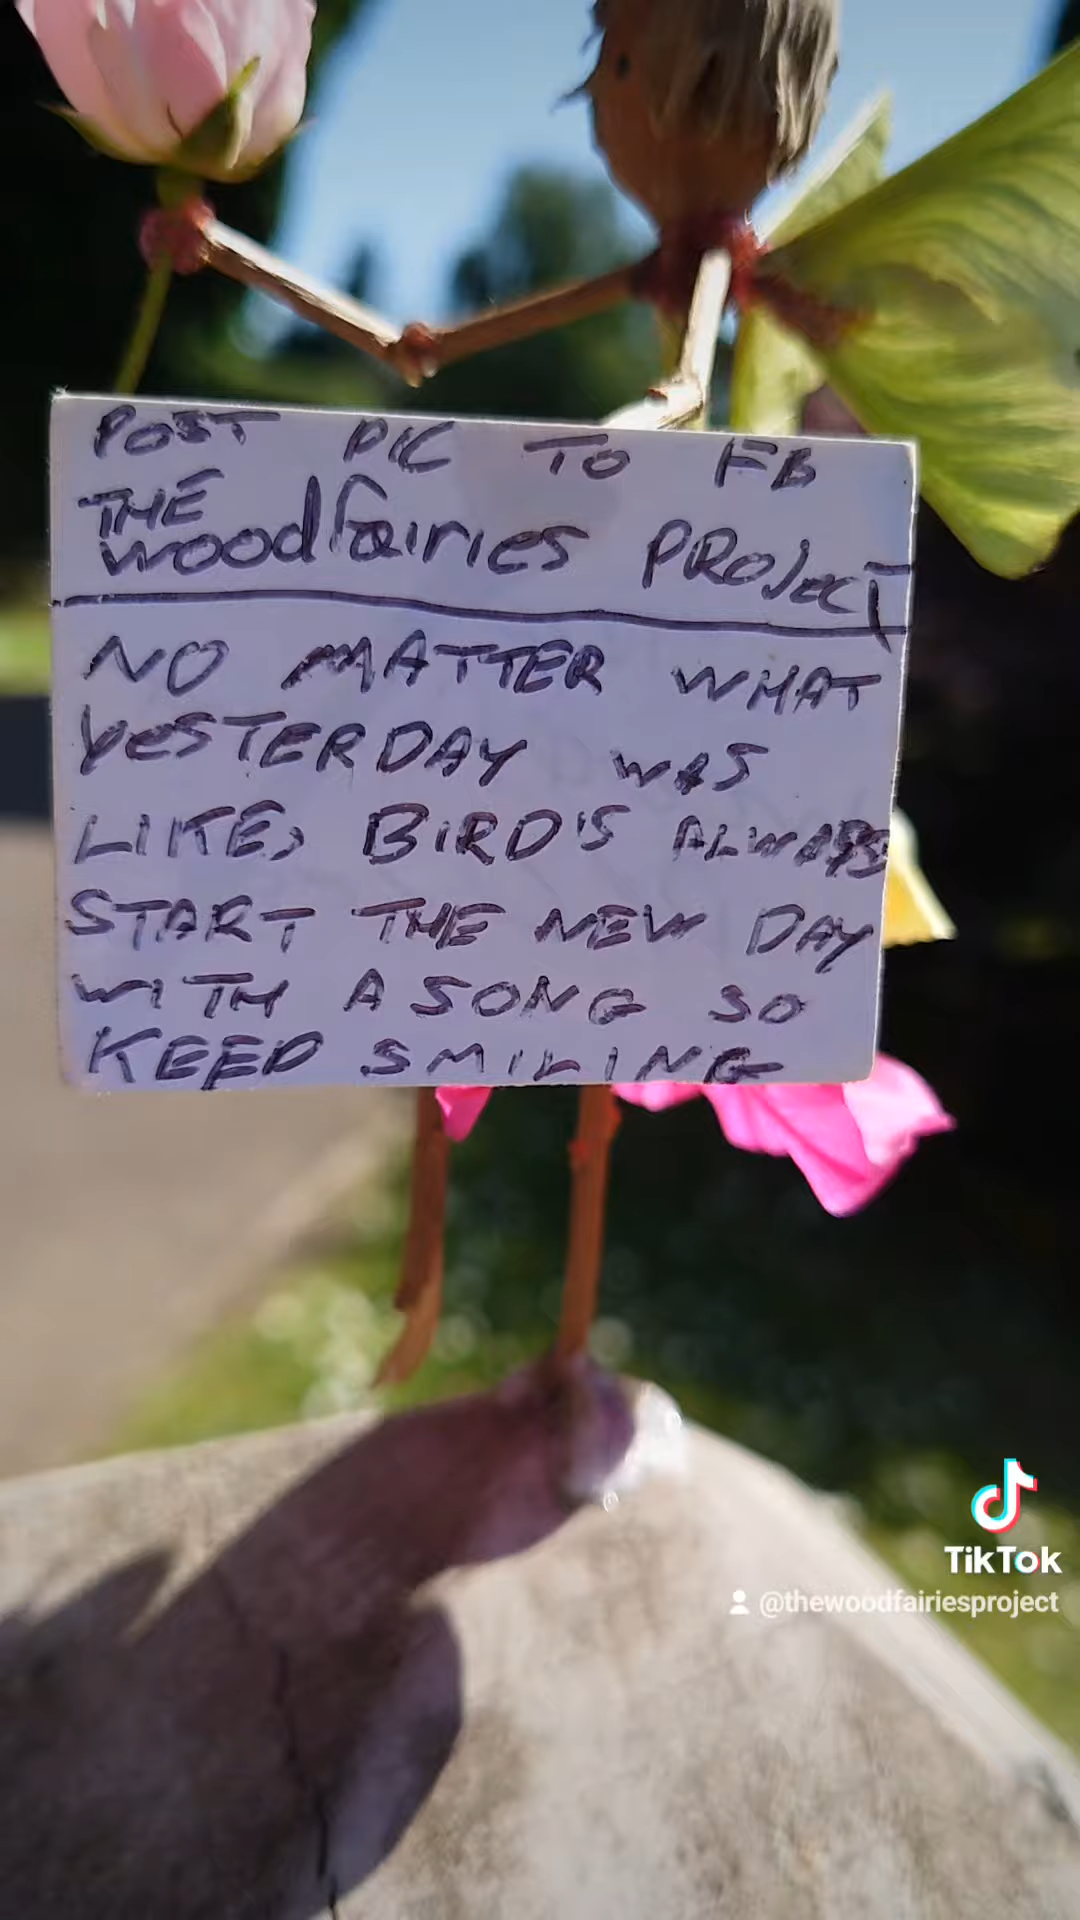 POST PIC TO FB
THE
woodfairies PROJECT
NO MATTER WHAT
YESTERDAY WAS
LIKE, BIRD'S ALWAYS
START THE NEW DAY
WITH A SONG SO
KEEP SMILING
TikTok
@thewoodfairiesproject